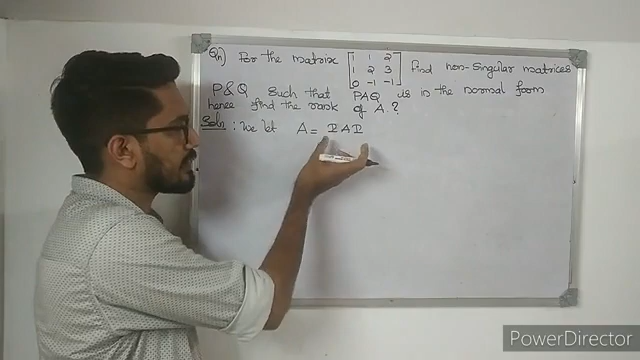 Qn) For the matrix [1 1 2
1 2 3
0 -1 -1] find non-singular matrices
P&Q such that PAQ is in the normal form
hence find the rank of A.?
Soln: We let A = I A I
PowerDirector